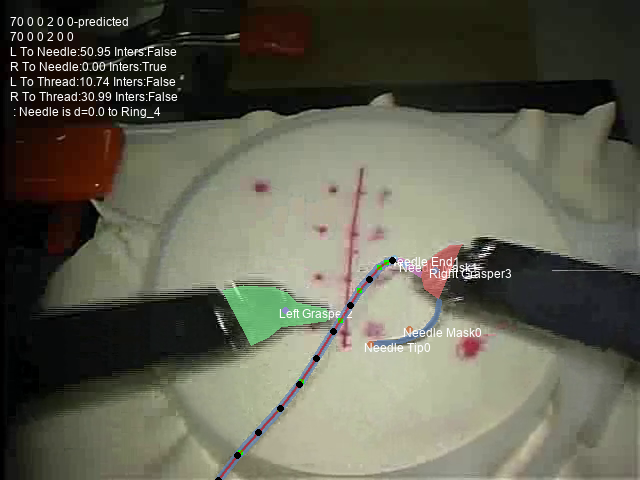 70 0 0 2 0 0-predicted
70 0 0 2 0 0
L To Needle:50.95 Inters:False
R To Needle:0.00 Inters:True
L To Thread:10.74 Inters:False
R To Thread:30.99 Inters:False
: Needle is d=0.0 to Ring_4
Needle End1
Right Grasper3
Left Grasper2
Needle Mask0
Needle Tip0